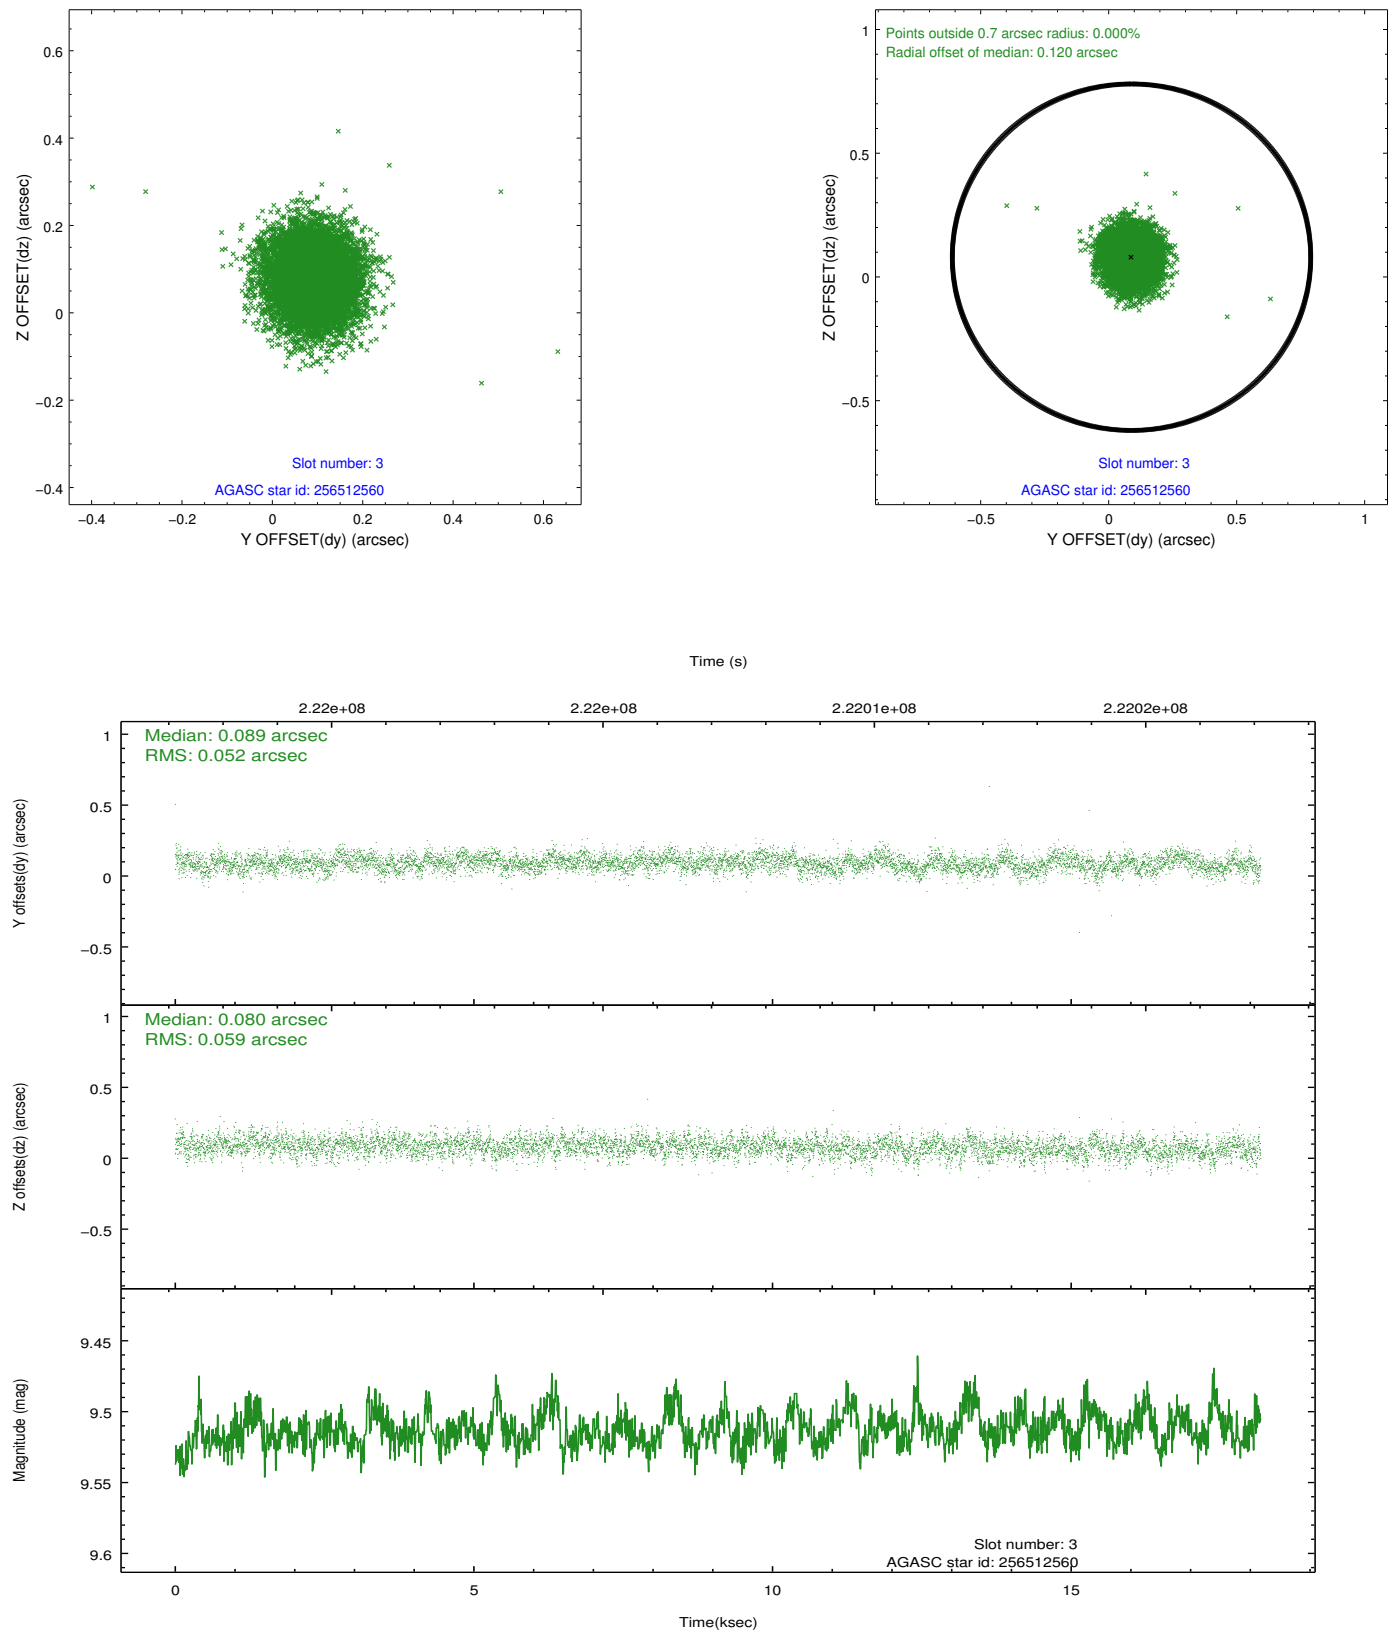 0.6
0.4
0.2
0
−0.2
−0.4
Z OFFSET(dz) (arcsec)
Slot number: 3
AGASC star id: 256512560
−0.4
−0.2
0
0.2
0.4
0.6
Y OFFSET(dy) (arcsec)
Points outside 0.7 arcsec radius: 0.000%
Radial offset of median: 0.120 arcsec
1
0.5
0
−0.5
Z OFFSET(dz) (arcsec)
Slot number: 3
AGASC star id: 256512560
−0.5
0
0.5
1
Y OFFSET(dy) (arcsec)
Time (s)
2.22e+08
2.22e+08
2.2201e+08
2.2202e+08
Median: 0.089 arcsec
RMS: 0.052 arcsec
1
0.5
0
−0.5
Y offsets(dy) (arcsec)
Median: 0.080 arcsec
RMS: 0.059 arcsec
1
0.5
0
−0.5
Z offsets(dz) (arcsec)
9.45
9.5
9.55
9.6
Magnitude (mag)
Slot number: 3
AGASC star id: 256512560
0
5
10
15
Time(ksec)